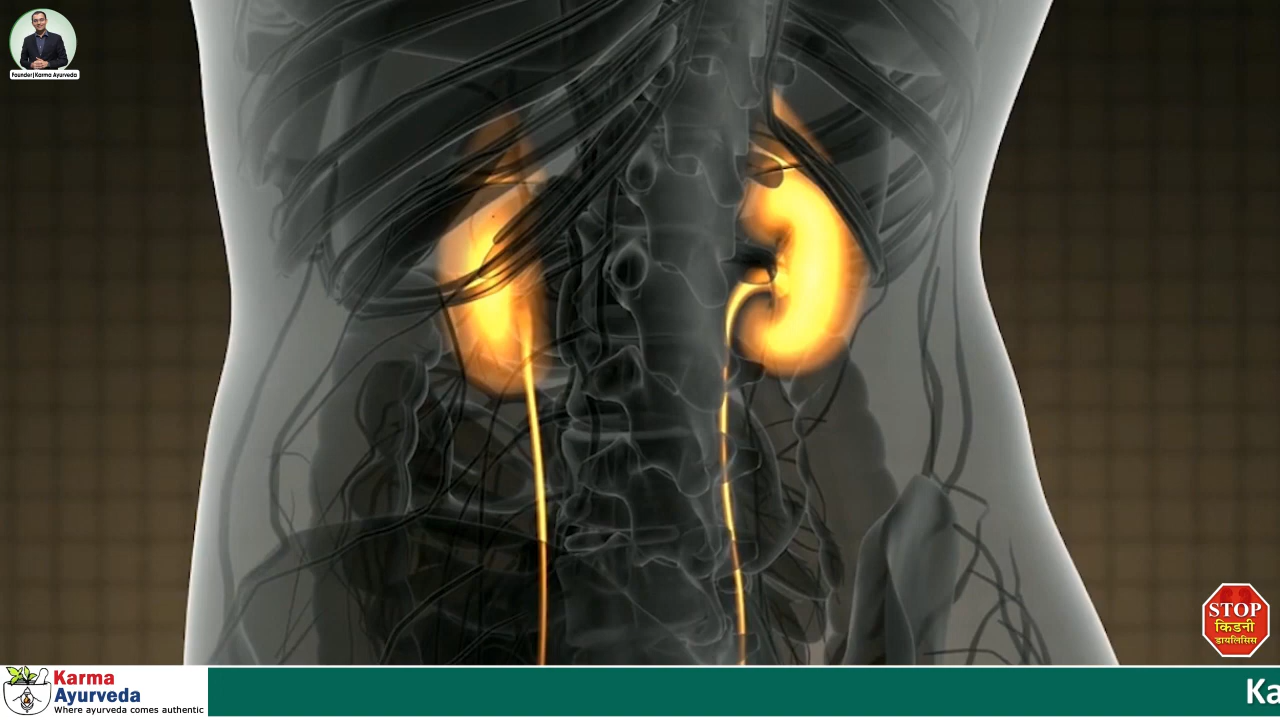 Founder|Karma Ayurveda
STOP
किडनी
डायलिसिस
Karma
Ayurveda
Where ayurveda comes authentic
Ka